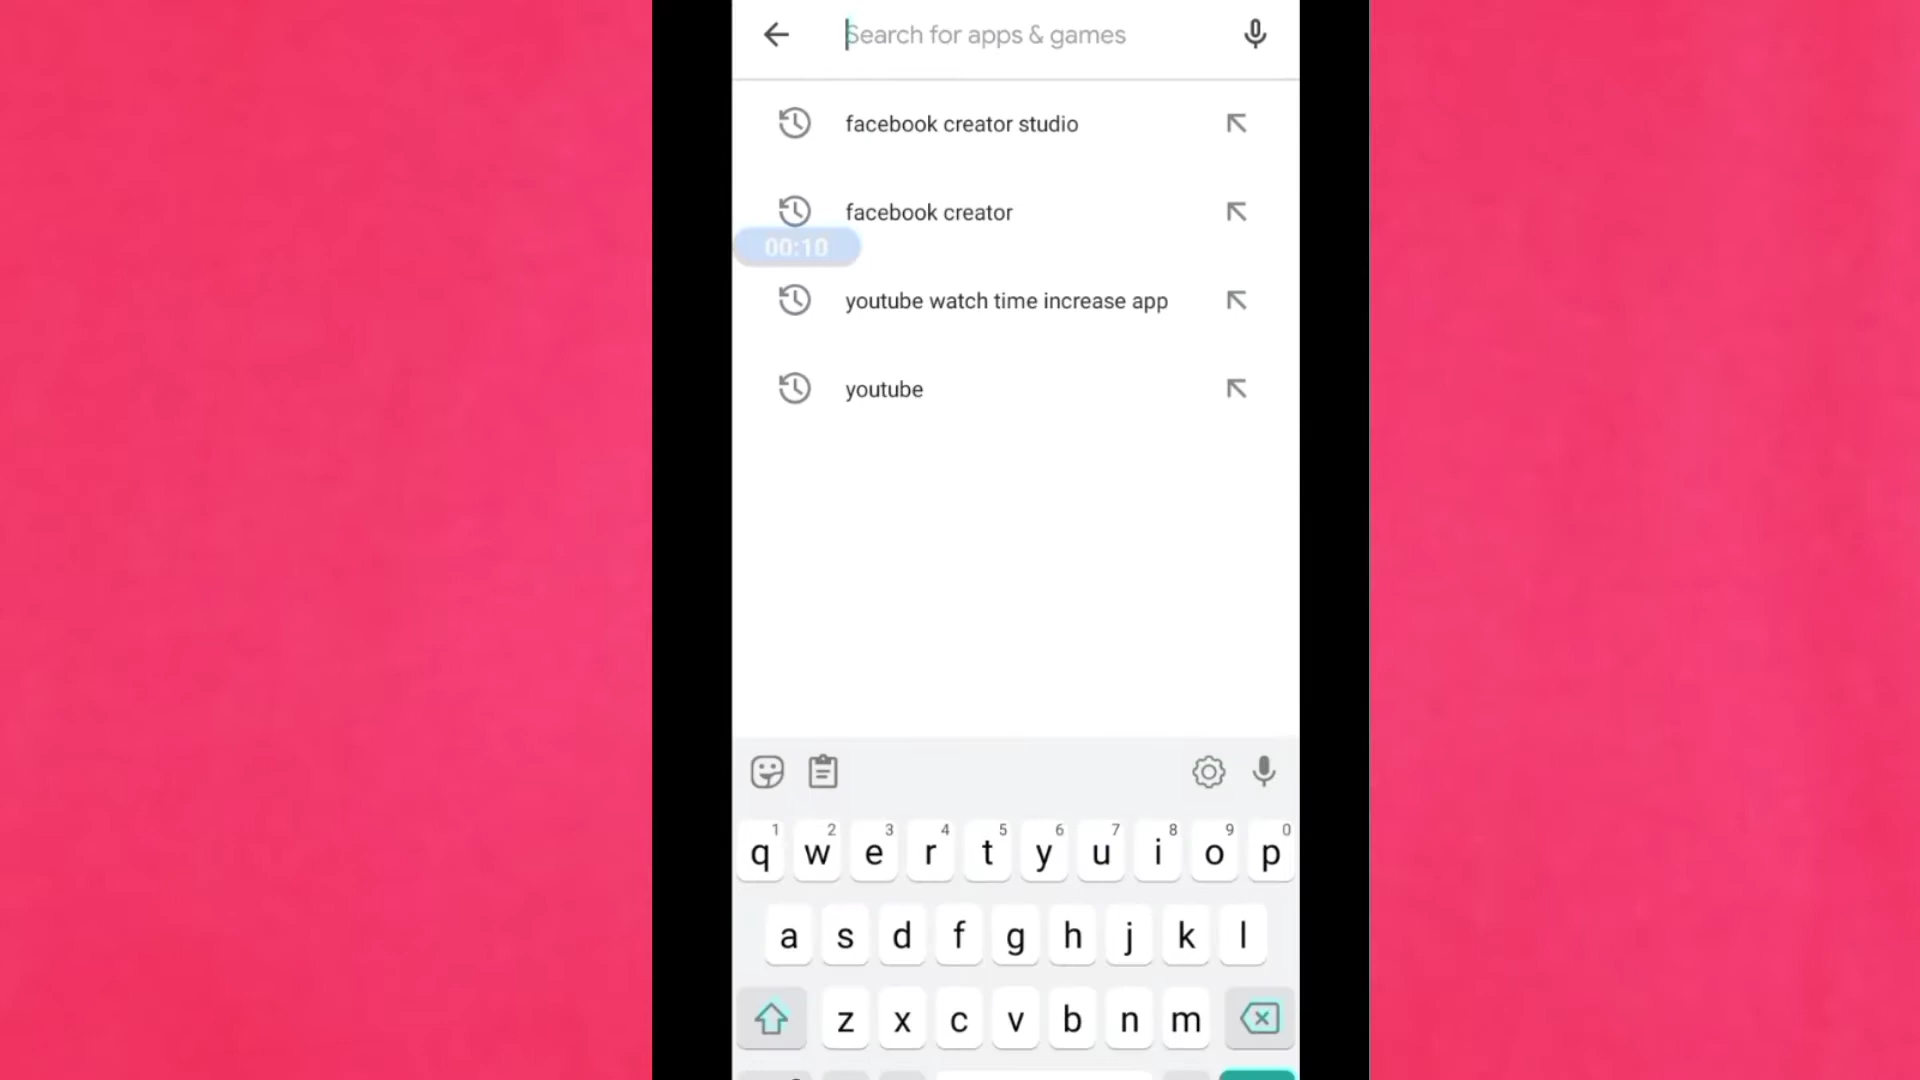 Search for apps & games
facebook creator studio
facebook creator
00:10
youtube watch time increase app
youtube
1 2 3 4 5 6 7 8 9 0
q w e r t y u i o p
a s d f g h j k l
z x c v b n m